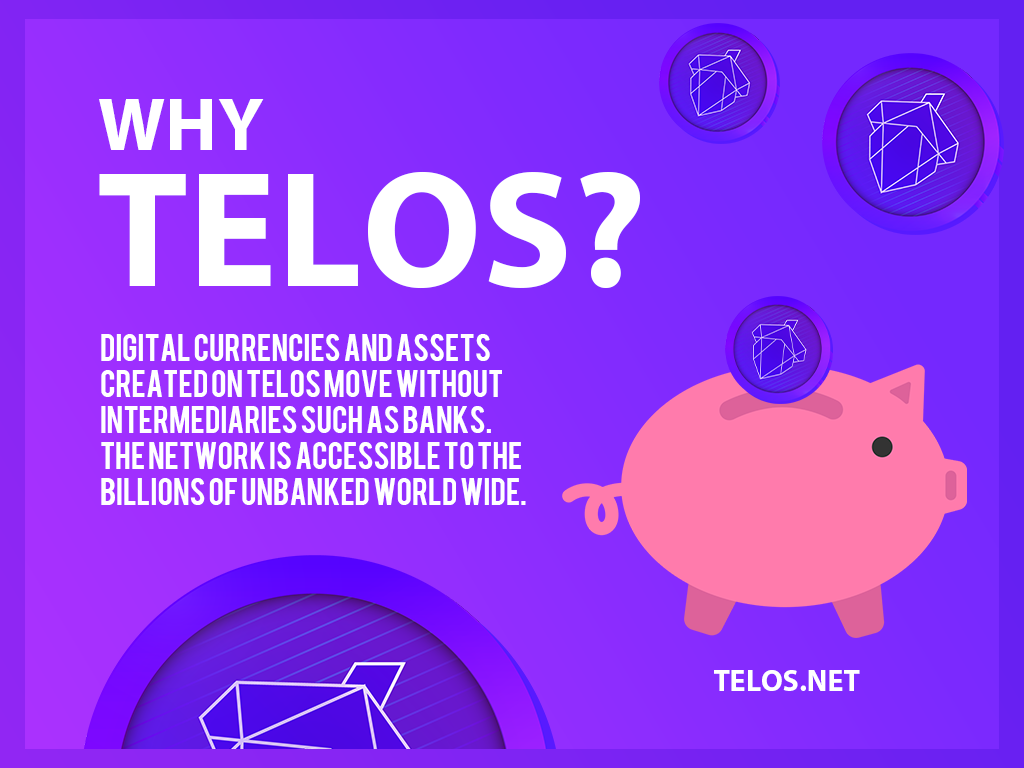 WHY
TELOS?
DIGITAL CURRENCIES AND ASSETS
CREATED ON TELOS MOVE WITHOUT
INTERMEDIARIES SUCH AS BANKS.
THE NETWORK IS ACCESSIBLE TO THE
BILLIONS OF UNBANKED WORLD WIDE.
TELOS.NET